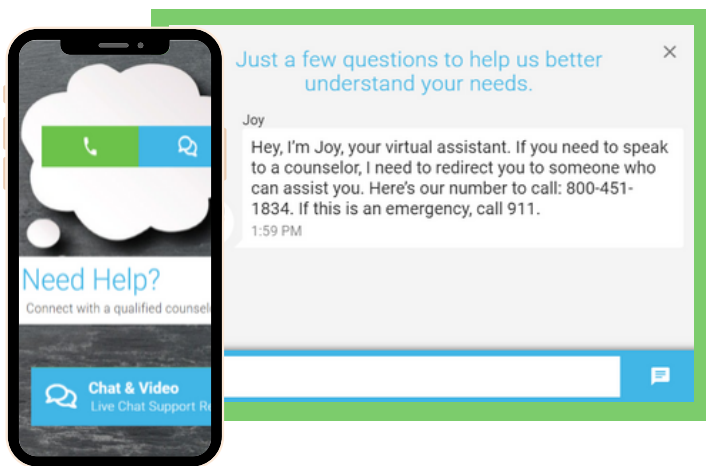 Just a few questions to help us better
understand your needs.
Joy
Hey, I'm Joy, your virtual assistant. If you need to speak
to a counselor, I need to redirect you to someone who
can assist you. Here's our number to call: 800-451-
1834. If this is an emergency, call 911.
1:59 PM
Need Help?
Connect with a qualified
Chat & Video
Live Chat Support